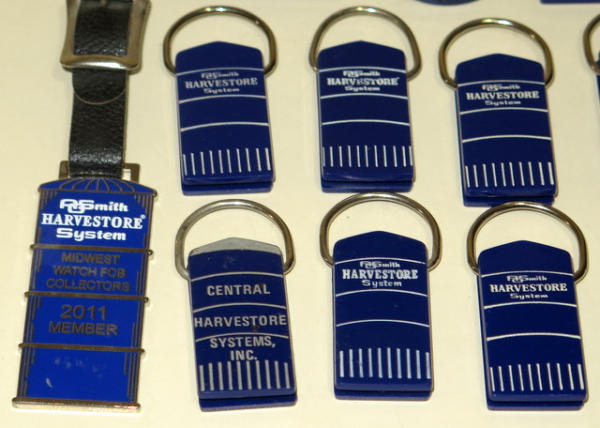 AOSmith
HARVESTORE®
System
MIDWEST
WATCH FOB
COLLECTORS
2011
MEMBER
AOSmith
HARVESTORE
System
AOSmith
HARVESTORE
System
AOSmith
HARVESTORE
System
CENTRAL
HARVESTORE
SYSTEMS,
INC.
AOSmith
HARVESTORE
System
AOSmith
HARVESTORE
System